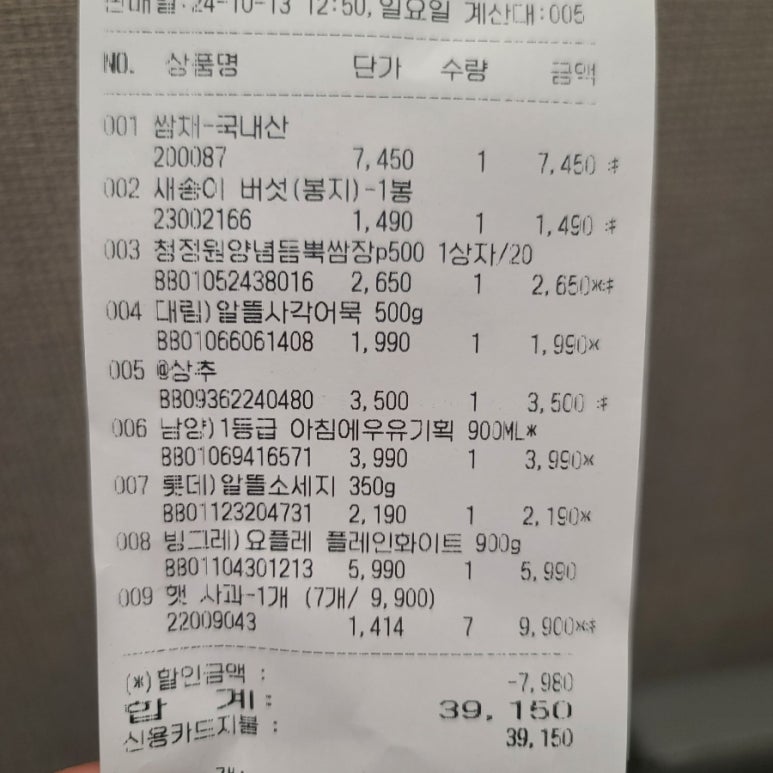 판매일:24-10-13 12:50, 일요일 계산대:005
NO. 상품명 단가 수량 금액
001 쌈채-국내산
200087 7,450 1 7,450 #
002 새송이 버섯(봉지)-1봉
23002166 1,490 1 1,490 #
003 청정원양념듬뿍쌈장p500 1상자/20
BB01052438016 2,650 1 2,650*#
004 대림)알뜰사각어묵 500g
BB01066061408 1,990 1 1,990*
005 @상추
BB09362240480 3,500 1 3,500 #
006 남양)1등급 아침에우유기획 900ML*
BB01069416571 3,990 1 3,990*
007 롯데)알뜰소세지 350g
BB01123204731 2,190 1 2,190*
008 빙그레)요플레 플레인화이트 900g
BB01104301213 5,990 1 5,990
009 햇 사과-1개 (7개/ 9,900)
22009043 1,414 7 9,900*#
(*)할인금액 : -7,980
합 계: 39,150
신용카드지불 : 39,150